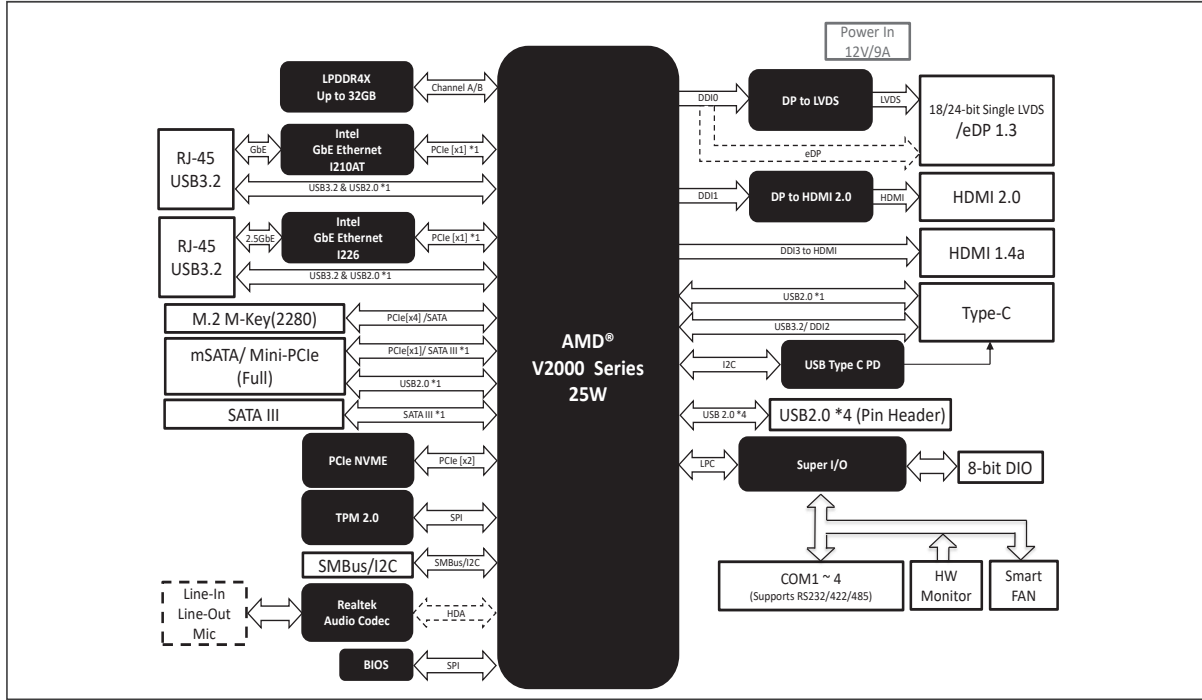 Power In
12V/9A
LPDDR4X
Up to 32GB
Channel A/B
RJ-45
USB3.2
GbE
Intel
GbE Ethernet
I210AT
PCIe [x1] *1
USB3.2 & USB2.0 *1
RJ-45
USB3.2
2.5GbE
Intel
GbE Ethernet
I226
PCIe [x1] *1
USB3.2 & USB2.0 *1
M.2 M-Key(2280)
PCIe[x4] /SATA
mSATA/ Mini-PCIe
(Full)
PCIe[x1]/ SATA III *1
USB2.0 *1
SATA III
SATA III *1
PCIe NVME
PCIe [x2]
TPM 2.0
SPI
SMBus/I2C
SMBus/I2C
Line-In
Line-Out
Mic
Realtek
Audio Codec
HDA
BIOS
SPI
AMD®
V2000 Series
25W
DDI0
DP to LVDS
LVDS
18/24-bit Single LVDS
/eDP 1.3
eDP
DDI1
DP to HDMI 2.0
HDMI
HDMI 2.0
DDI3 to HDMI
HDMI 1.4a
USB2.0 *1
USB3.2/ DDI2
Type-C
I2C
USB Type C PD
USB 2.0 *4
USB2.0 *4 (Pin Header)
LPC
Super I/O
8-bit DIO
COM1 ~ 4
(Supports RS232/422/485)
HW
Monitor
Smart
FAN